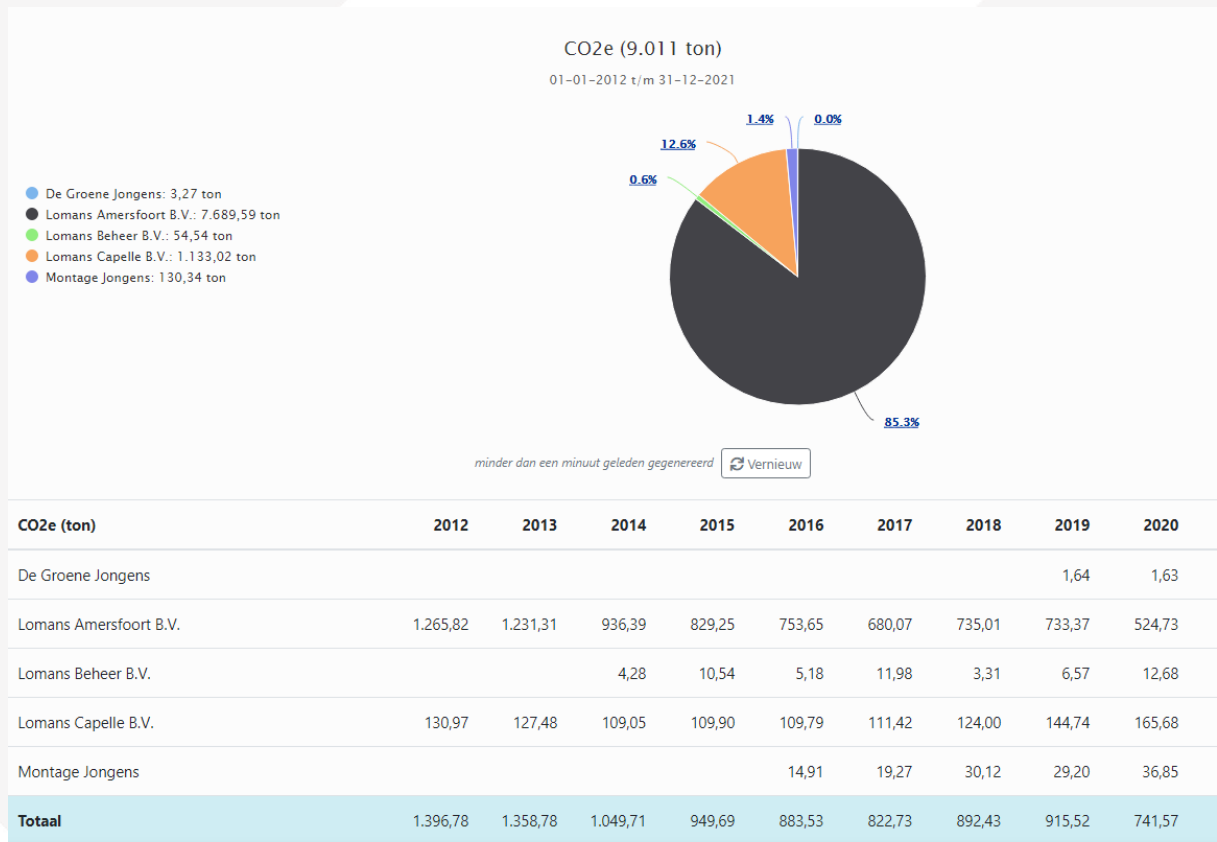 CO2e (9.011 ton)
01-01-2012 t/m 31-12-2021
1.4%
0.0%
12.6%
0.6%
De Groene Jongens: 3,27 ton
Lomans Amersfoort B.V.: 7.689,59 ton
Lomans Beheer B.V.: 54,54 ton
Lomans Capelle B.V.: 1.133,02 ton
Montage Jongens: 130,34 ton
85.3%
minder dan een minuut geleden gegenereerd Vernieuw
CO2e (ton) 2012 2013 2014 2015 2016 2017 2018 2019 2020
De Groene Jongens 1,64 1,63
Lomans Amersfoort B.V. 1.265,82 1.231,31 936,39 829,25 753,65 680,07 735,01 733,37 524,73
Lomans Beheer B.V. 4,28 10,54 5,18 11,98 3,31 6,57 12,68
Lomans Capelle B.V. 130,97 127,48 109,05 109,90 109,79 111,42 124,00 144,74 165,68
Montage Jongens 14,91 19,27 30,12 29,20 36,85
Totaal 1.396,78 1.358,78 1.049,71 949,69 883,53 822,73 892,43 915,52 741,57